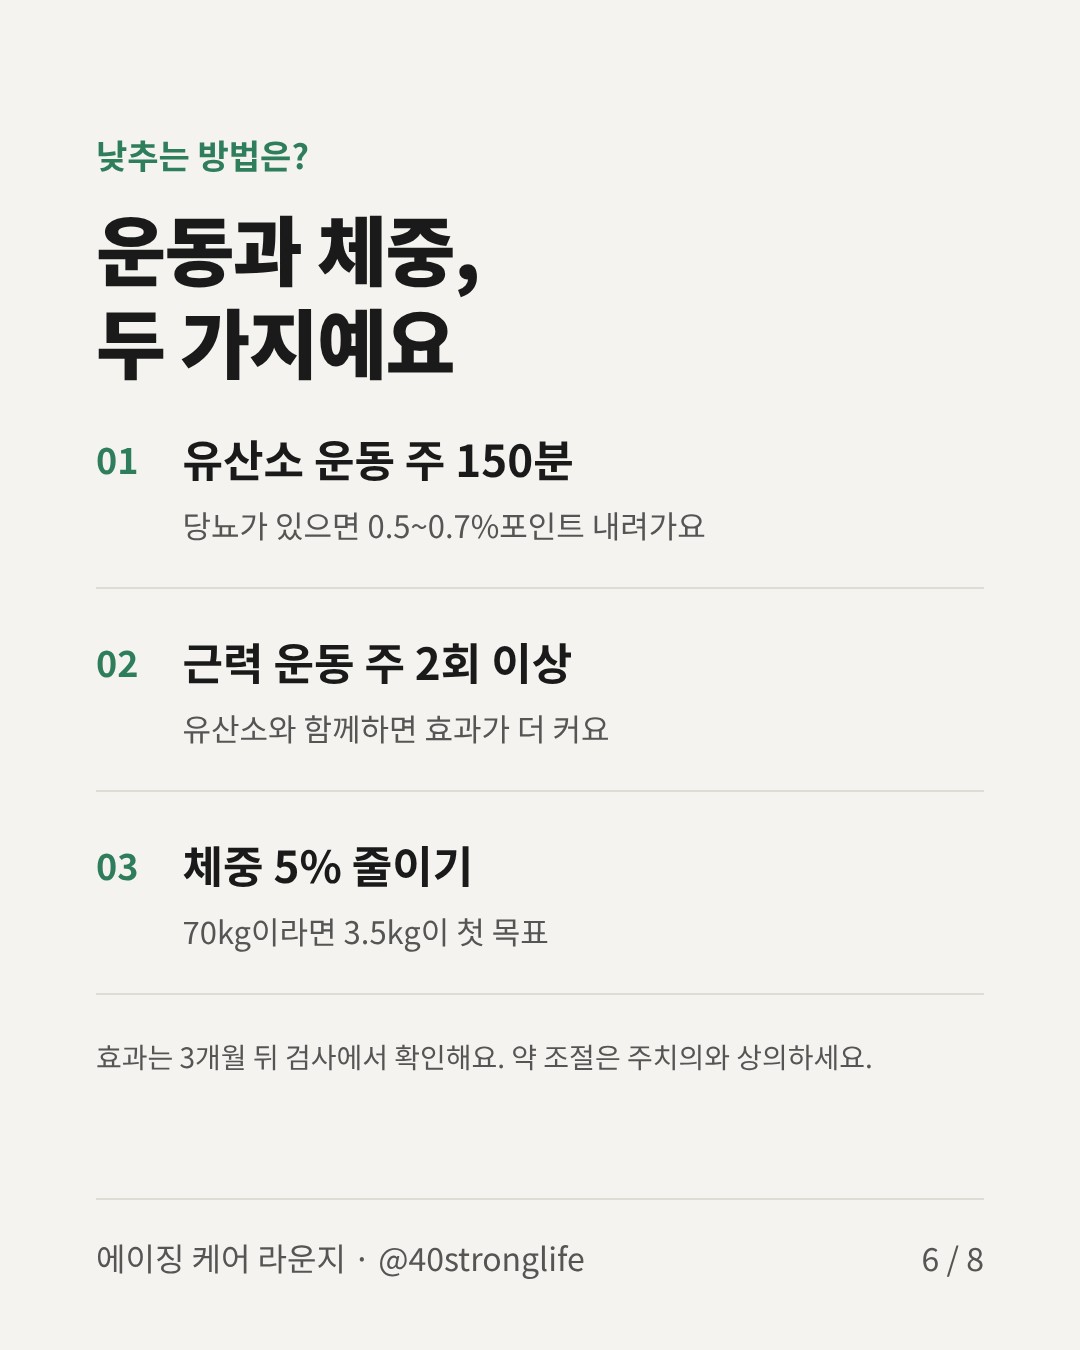 낮추는 방법은?
운동과 체중,
두 가지예요
01 유산소 운동 주 150분
당뇨가 있으면 0.5~0.7%포인트 내려가요
02 근력 운동 주 2회 이상
유산소와 함께하면 효과가 더 커요
03 체중 5% 줄이기
70kg이라면 3.5kg이 첫 목표
효과는 3개월 뒤 검사에서 확인해요. 약 조절은 주치의와 상의하세요.
에이징 케어 라운지 · @40stronglife 6 / 8